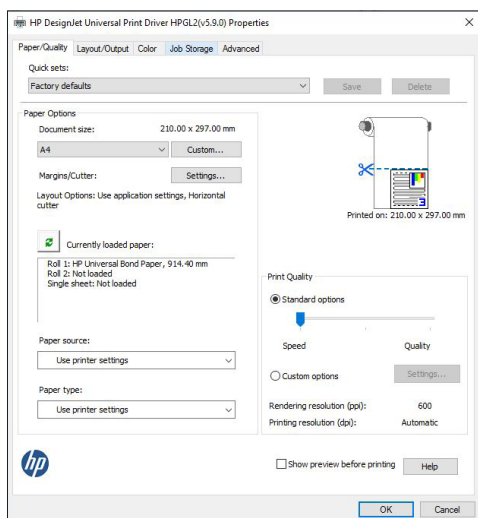 HP DesignJet Universal Print Driver HPGL2(v5.9.0) Properties
Paper/Quality Layout/Output Color Job Storage Advanced
Quick sets:
Factory defaults Save Delete
Paper Options
Document size: 210.00 x 297.00 mm
A4 Custom...
Margins/Cutter: Settings...
Layout Options: Use application settings, Horizontal
cutter
Printed on: 210.00 x 297.00 mm
Currently loaded paper:
Roll 1: HP Universal Bond Paper, 914.40 mm
Roll 2: Not loaded
Single sheet: Not loaded
Paper source:
Use printer settings
Paper type:
Use printer settings
Print Quality
Standard options
Speed Quality
Custom options Settings...
Rendering resolution (ppi): 600
Printing resolution (dpi): Automatic
hp
Show preview before printing Help
OK Cancel